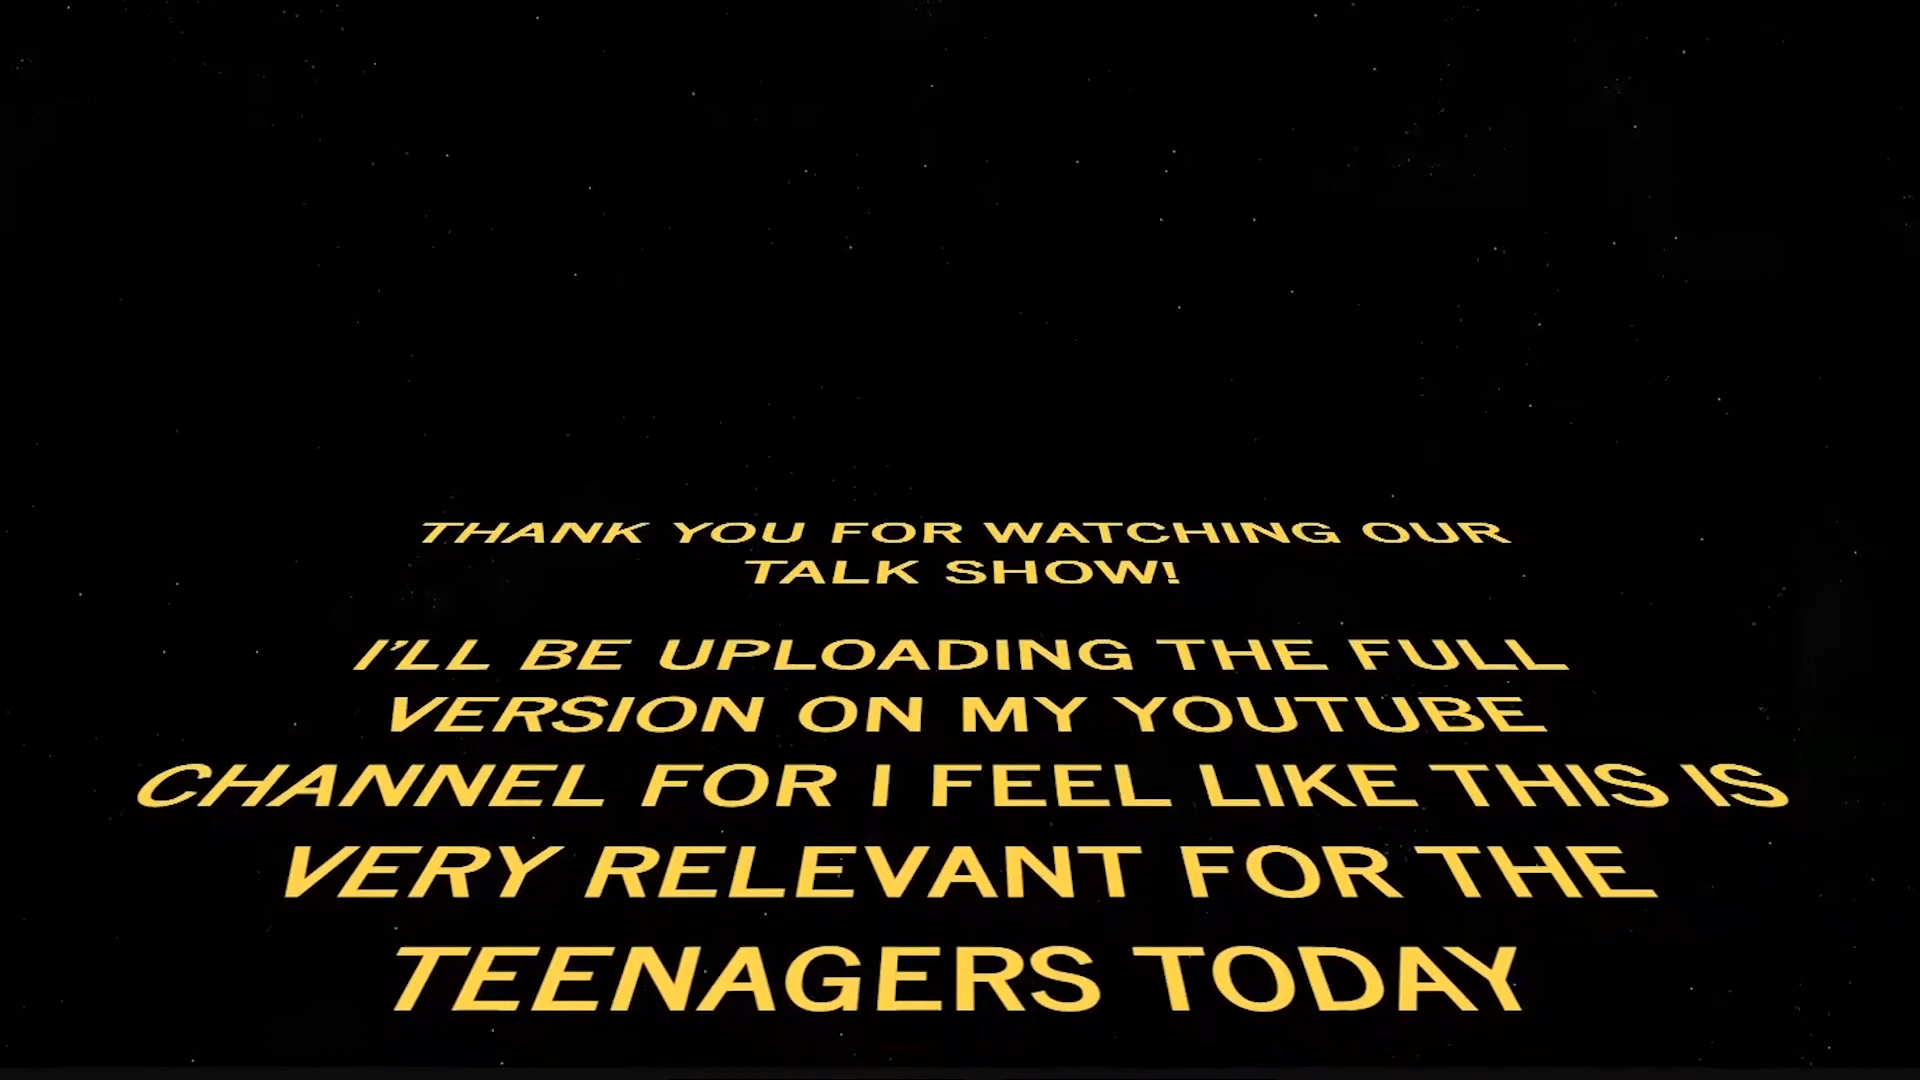 THANK YOU FOR WATCHING OUR
TALK SHOW!
I'LL BE UPLOADING THE FULL
VERSION ON MY YOUTUBE
CHANNEL FOR I FEEL LIKE THIS IS
VERY RELEVANT FOR THE
TEENAGERS TODAY